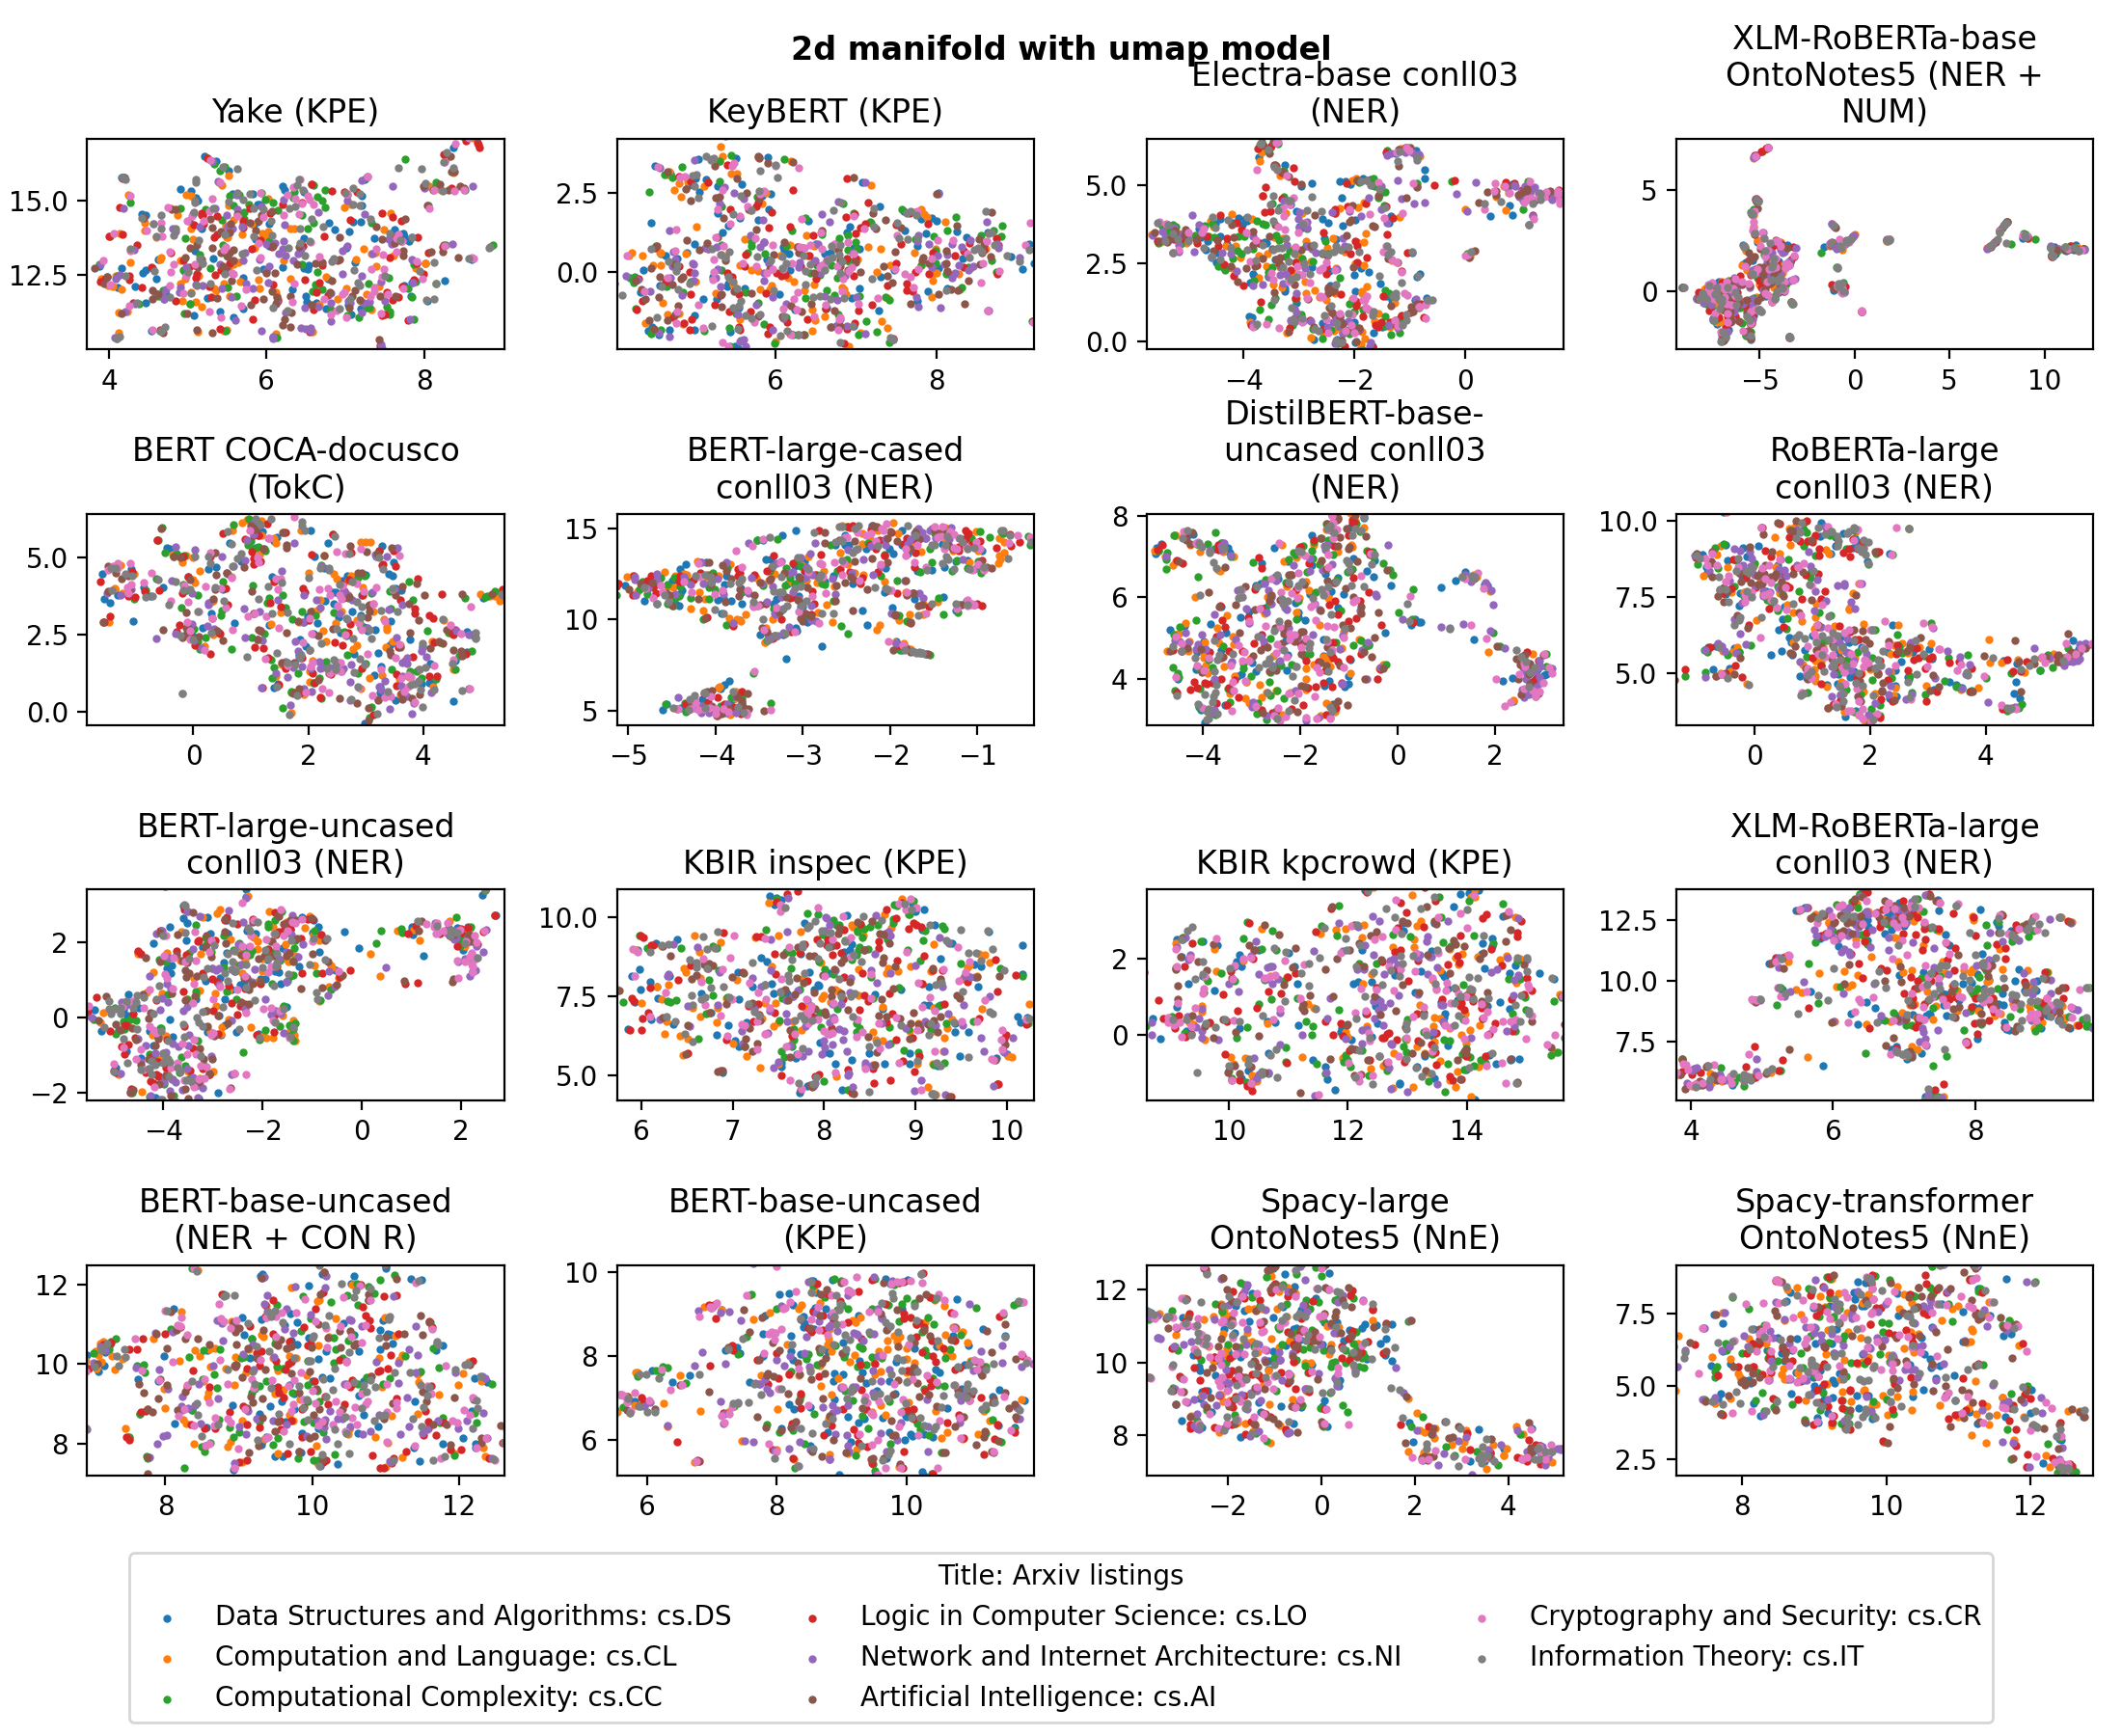 2d manifold with umap model
Yake (KPE)
15.0
12.5
4 6 8
KeyBERT (KPE)
2.5
0.0
6 8
Electra-base conll03
(NER)
5.0
2.5
0.0
−4 −2 0
XLM-RoBERTa-base
OntoNotes5 (NER +
NUM)
5
0
−5 0 5 10
BERT COCA-docusco
(TokC)
5.0
2.5
0.0
0 2 4
BERT-large-cased
conll03 (NER)
15
10
5
−5 −4 −3 −2 −1
DistilBERT-base-
uncased conll03
(NER)
8
6
4
−4 −2 0 2
RoBERTa-large
conll03 (NER)
10.0
7.5
5.0
0 2 4
BERT-large-uncased
conll03 (NER)
2
0
−2
−4 −2 0 2
KBIR inspec (KPE)
10.0
7.5
5.0
6 7 8 9 10
KBIR kpcrowd (KPE)
2
0
10 12 14
XLM-RoBERTa-large
conll03 (NER)
12.5
10.0
7.5
4 6 8
BERT-base-uncased
(NER + CON R)
12
10
8
8 10 12
BERT-base-uncased
(KPE)
10
8
6
6 8 10
Spacy-large
OntoNotes5 (NnE)
12
10
8
−2 0 2 4
Spacy-transformer
OntoNotes5 (NnE)
7.5
5.0
2.5
8 10 12
Title: Arxiv listings
Data Structures and Algorithms: cs.DS
Computation and Language: cs.CL
Computational Complexity: cs.CC
Logic in Computer Science: cs.LO
Network and Internet Architecture: cs.NI
Artificial Intelligence: cs.AI
Cryptography and Security: cs.CR
Information Theory: cs.IT